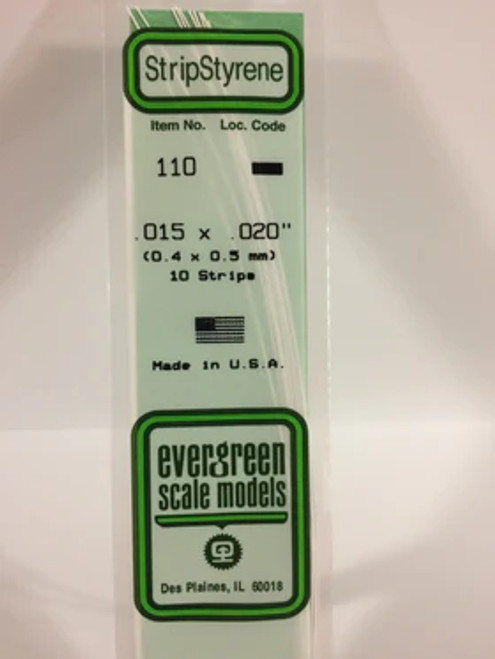 StripStyrene
Item No. Loc. Code
110
.015 x .020"
(0.4 x 0.5 mm)
10 Strips
Made in U.S.A.
evergreen
scale models
Des Plaines, IL 60018